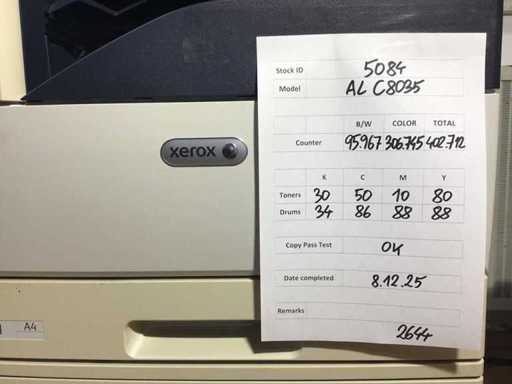 xerox
A4
Stock ID 5084
Model AL C8035
B/W COLOR TOTAL
Counter 95.967 306.745 402.712
K C M Y
Toners 30 50 10 80
Drums 34 86 88 88
Copy Pass Test OK
Date completed 8.12.25
Remarks
2644